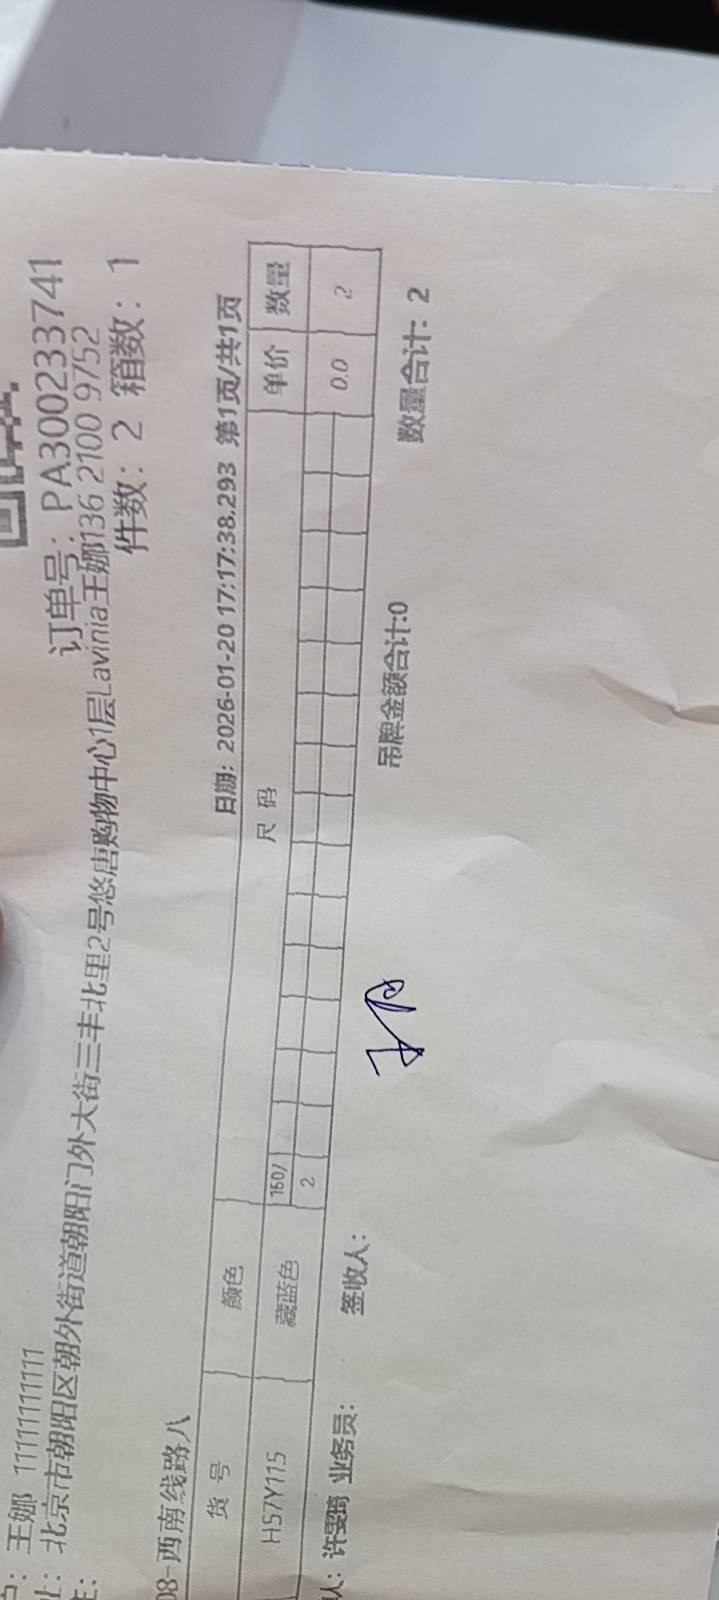 订单号：PA300233741
王娜 11111111111
址：北京市朝阳区朝外街道朝阳门外大街三丰北里2号悠唐购物中心1层Lavinia王娜136 2100 9752
件数：2 箱数：1
08-西南线路八
日期：2026-01-20 17:17:38.293 第1页/共1页
货号 颜色 尺码 单价 数量
H57Y115 藏蓝色 160/ 2 0.0 2
人：许雯琦 业务员： 签收人： 吊牌金额合计:0 数量合计：2